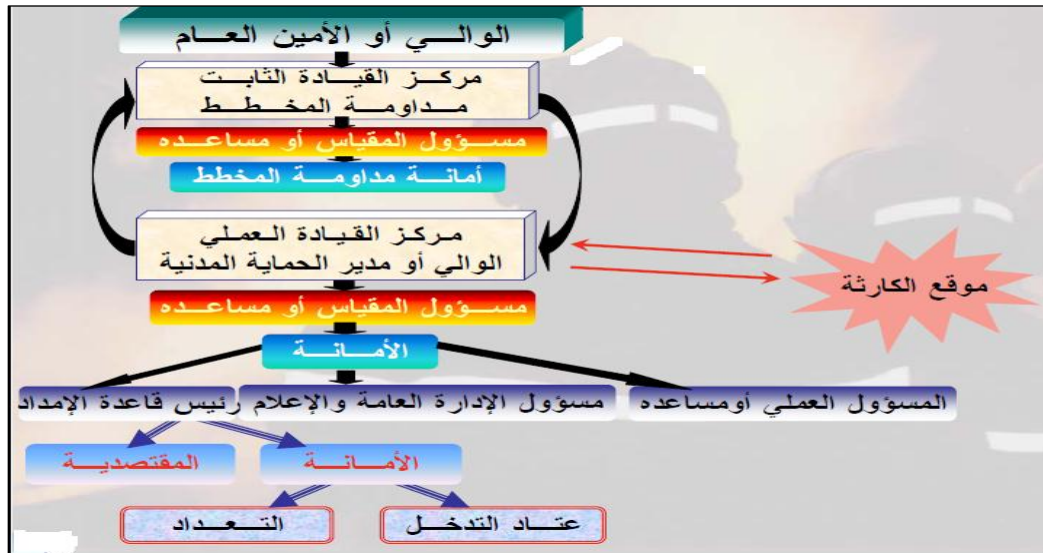 الوالي أو الأمين العام
مركز القيادة الثابت
مداومة المخطط
مسؤول المقياس أو مساعده
أمانة مداومة المخطط
مركز القيادة العملي
الوالي أو مدير الحماية المدنية
موقع الكارثة
مسؤول المقياس أو مساعده
الأمانة
المسؤول العملي أومساعده
مسؤول الإدارة العامة والإعلام
رئيس قاعدة الإمداد
الأمانة
المقتصدية
عتاد التدخل
التعداد